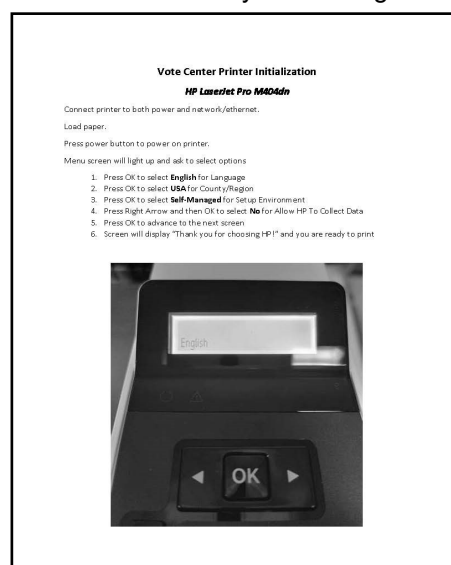 Vote Center Printer Initialization
HP LaserJet Pro M404dn
Connect printer to both power and network/ethernet.
Load paper.
Press power button to power on printer.
Menu screen will light up and ask to select options
1. Press OK to select English for Language
2. Press OK to select USA for County/Region
3. Press OK to select Self-Managed for Setup Environment
4. Press Right Arrow and then OK to select No for Allow HP To Collect Data
5. Press OK to advance to the next screen
6. Screen will display "Thank you for choosing HP!" and you are ready to print
English
OK